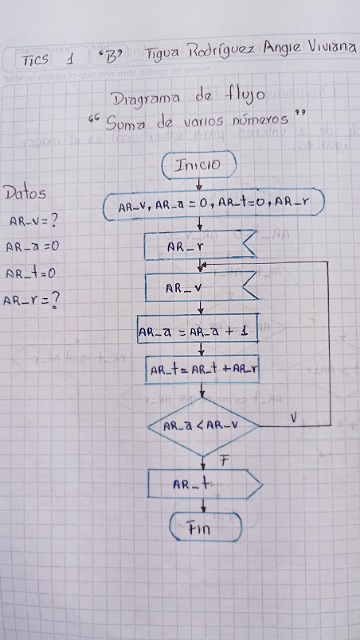 TICS 1 "B" Tigua Rodríguez Angie Viviana
Diagrama de flujo
"Suma de varios números"
Inicio
Datos
AR_v=?
AR_a=0
AR_t=0
AR_r=?
AR_v, AR_a=0, AR_t=0, AR_r
AR_r
AR_v
AR_a = AR_a + 1
AR_t = AR_t + AR_r
AR_a < AR_v
V
F
AR_t
Fin